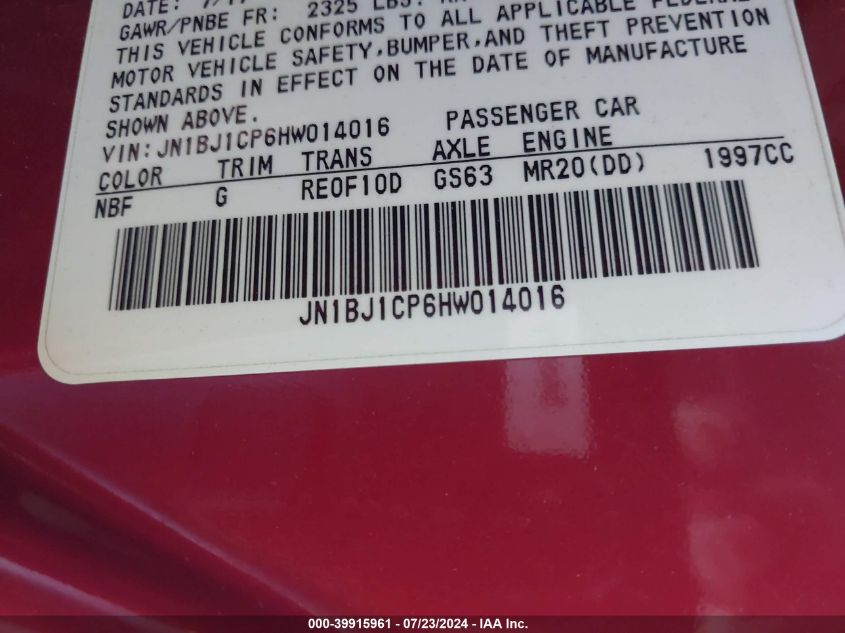 DATE:
GAWR/PNBE FR: 2325 LBS.
THIS VEHICLE CONFORMS TO ALL APPLICABLE FEDERAL
MOTOR VEHICLE SAFETY,BUMPER,AND THEFT PREVENTION
STANDARDS IN EFFECT ON THE DATE OF MANUFACTURE
SHOWN ABOVE.
VIN:JN1BJ1CP6HW014016 PASSENGER CAR
COLOR TRIM TRANS AXLE ENGINE
NBF G RE0F10D GS63 MR20(DD) 1997CC
JN1BJ1CP6HW014016
000-39915961 - 07/23/2024 - IAA Inc.